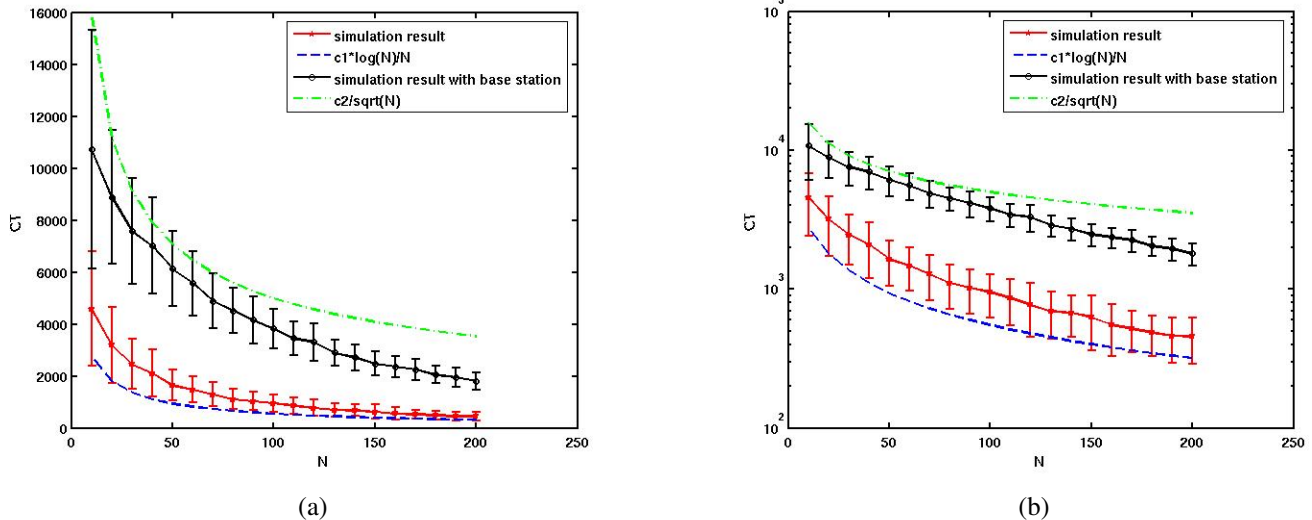 16000
14000
12000
10000
8000
6000
4000
2000
0
CT
0
50
100
150
200
250
N
simulation result
c1*log(N)/N
simulation result with base station
c2/sqrt(N)
(a)
10^4
10^3
10^2
CT
0
50
100
150
200
250
N
simulation result
c1*log(N)/N
simulation result with base station
c2/sqrt(N)
(b)